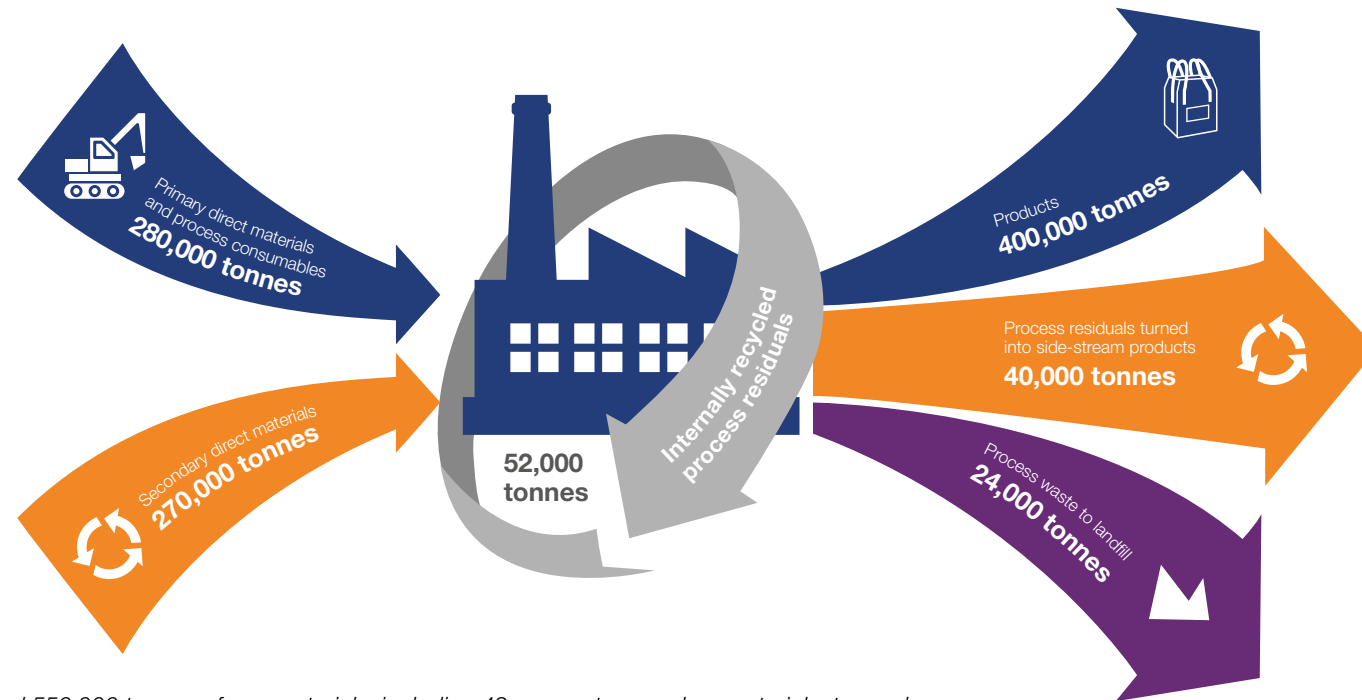 Primary direct materials
and process consumables
280,000 tonnes
Secondary direct materials
270,000 tonnes
52,000
tonnes
Internally recycled
process residuals
Products
400,000 tonnes
Process residuals turned
into side-stream products
40,000 tonnes
Process waste to landfill
24,000 tonnes